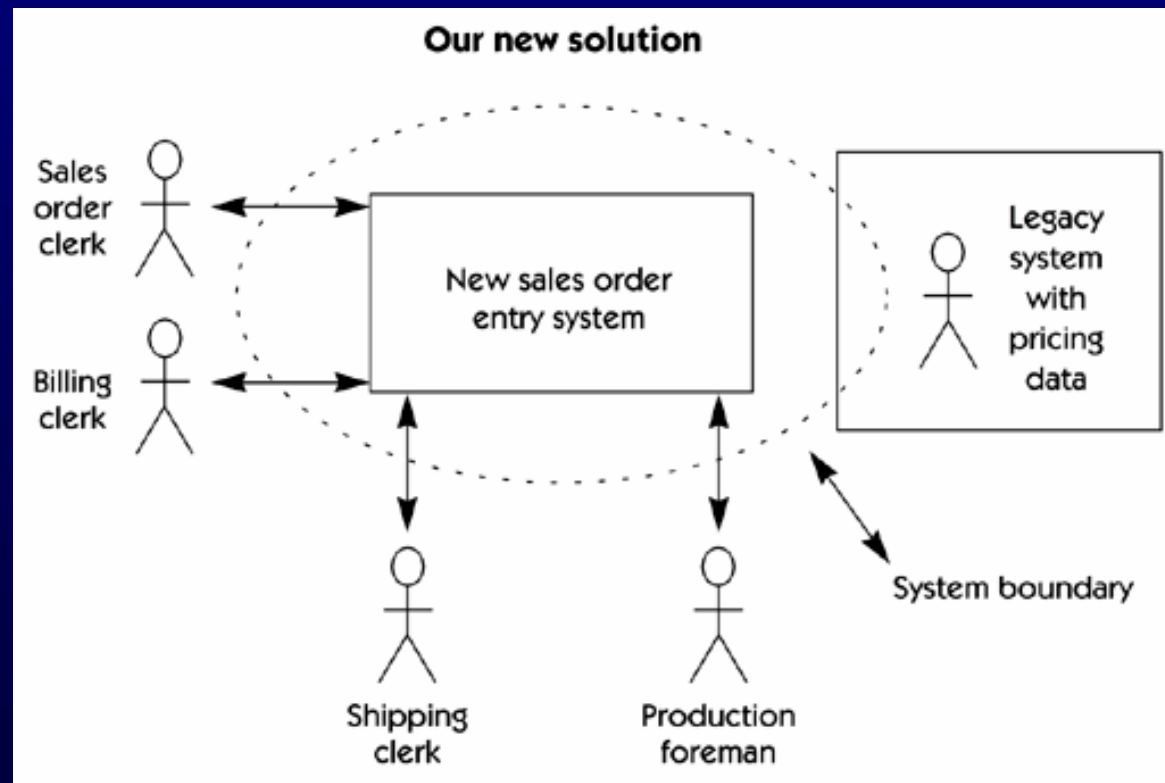 Our new solution
Sales
order
clerk
New sales order
entry system
Legacy
system
with
pricing
data
Billing
clerk
System boundary
Shipping
clerk
Production
foreman